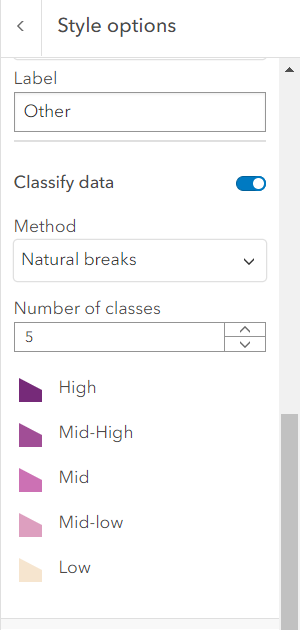 Style options
Label
Other
Classify data
Method
Natural breaks
Number of classes
5
High
Mid-High
Mid
Mid-low
Low